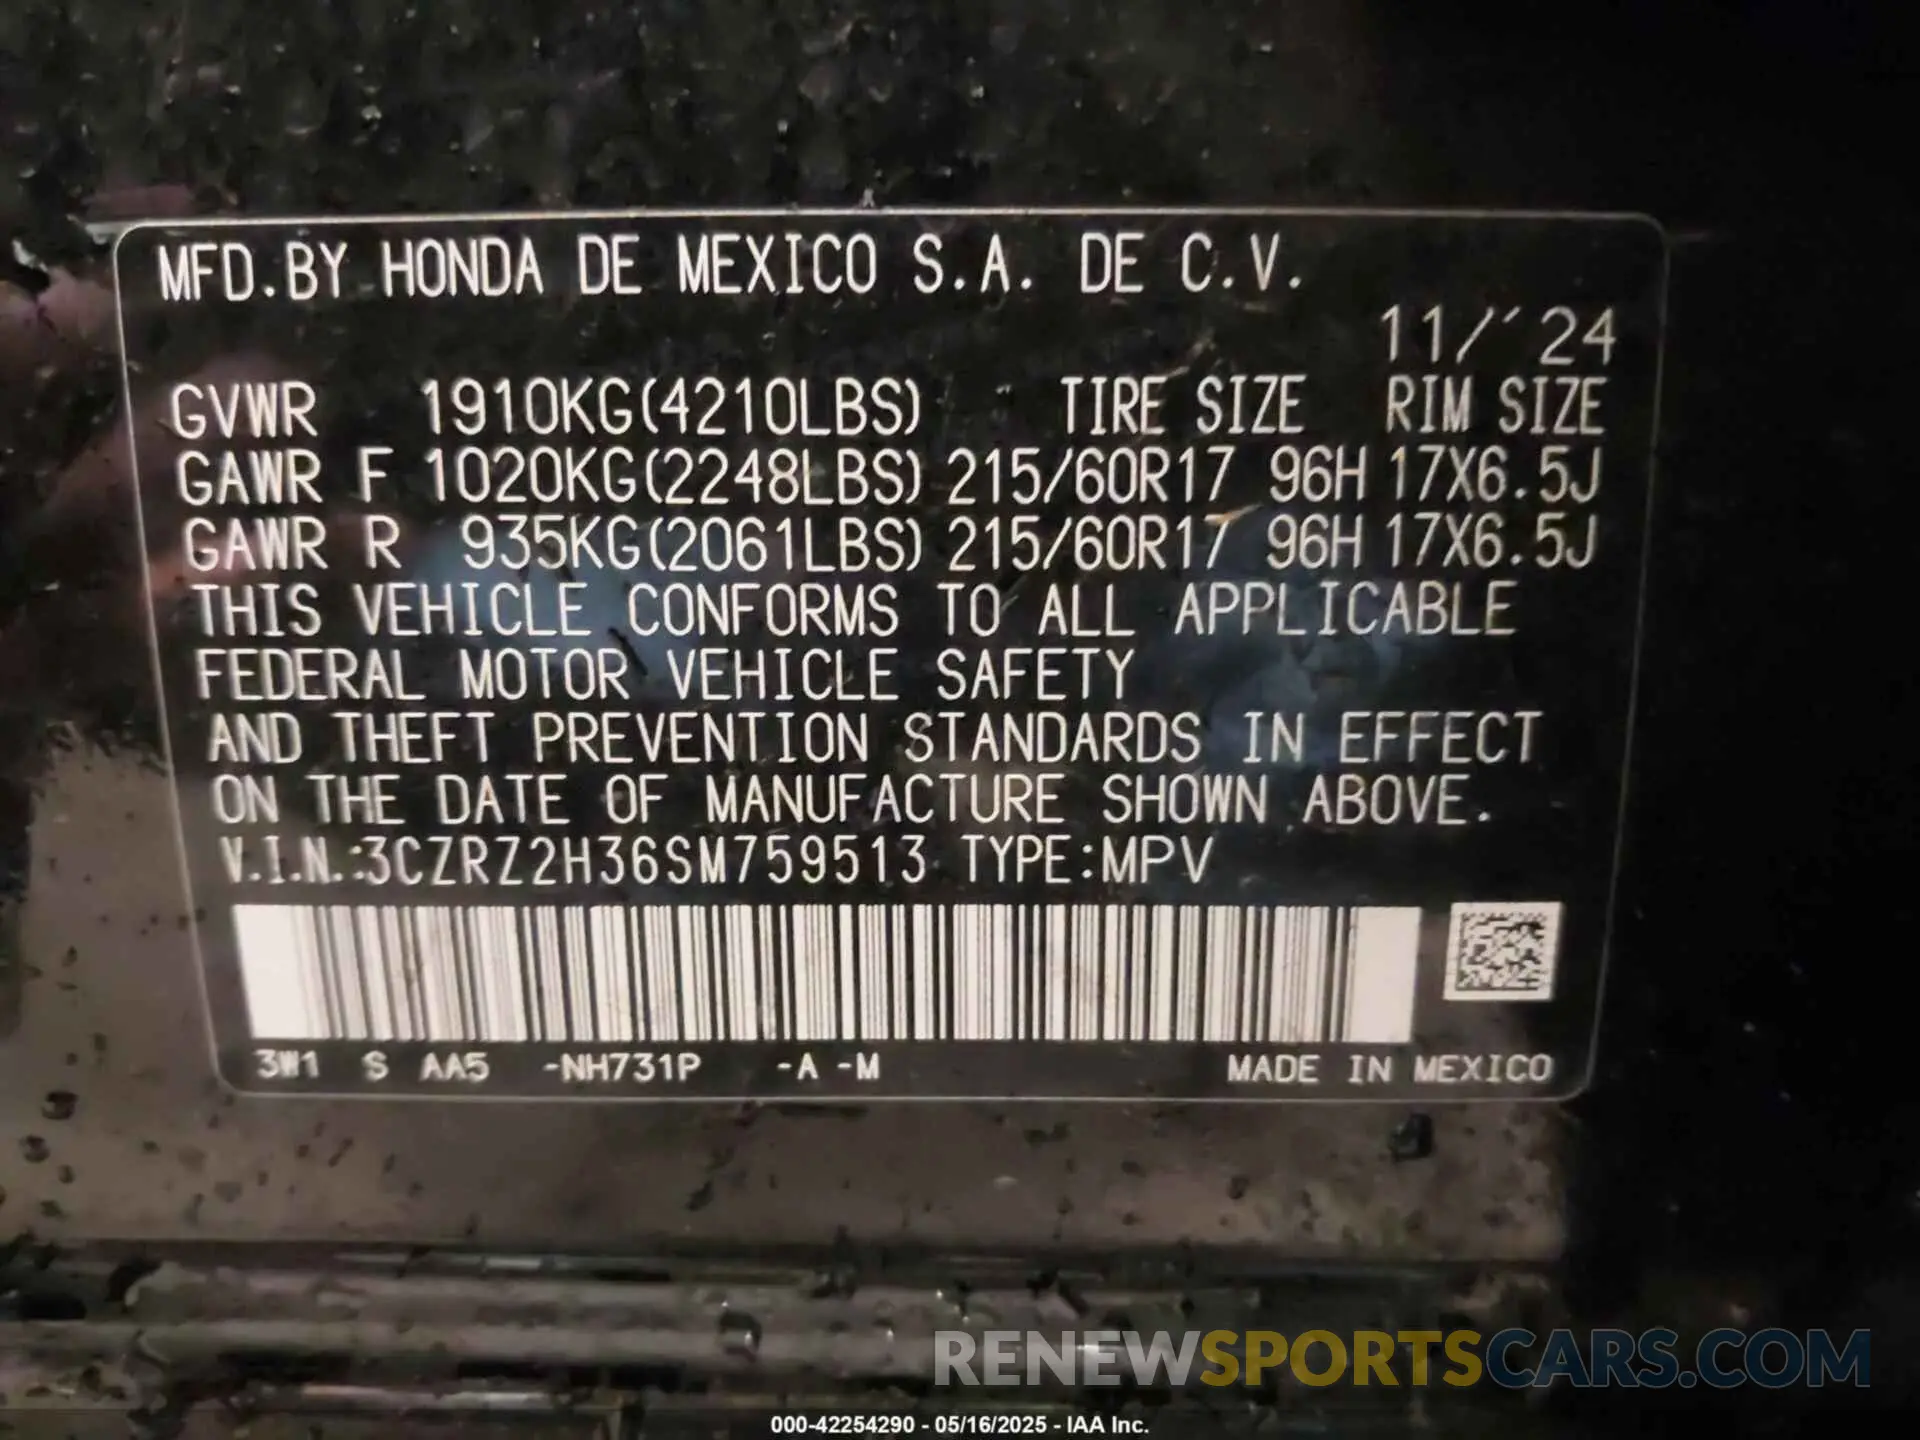 MFD.BY HONDA DE MEXICO S.A. DE C.V.
11/´24
GVWR 1910KG(4210LBS) TIRE SIZE RIM SIZE
GAWR F 1020KG(2248LBS) 215/60R17 96H 17X6.5J
GAWR R 935KG(2061LBS) 215/60R17 96H 17X6.5J
THIS VEHICLE CONFORMS TO ALL APPLICABLE
FEDERAL MOTOR VEHICLE SAFETY
AND THEFT PREVENTION STANDARDS IN EFFECT
ON THE DATE OF MANUFACTURE SHOWN ABOVE.
V.I.N.:3CZRZ2H36SM759513 TYPE:MPV
3W1 S AA5 -NH731P -A -M MADE IN MEXICO
RENEWSPORTSCARS.COM
000-42254290 - 05/16/2025 - IAA Inc.